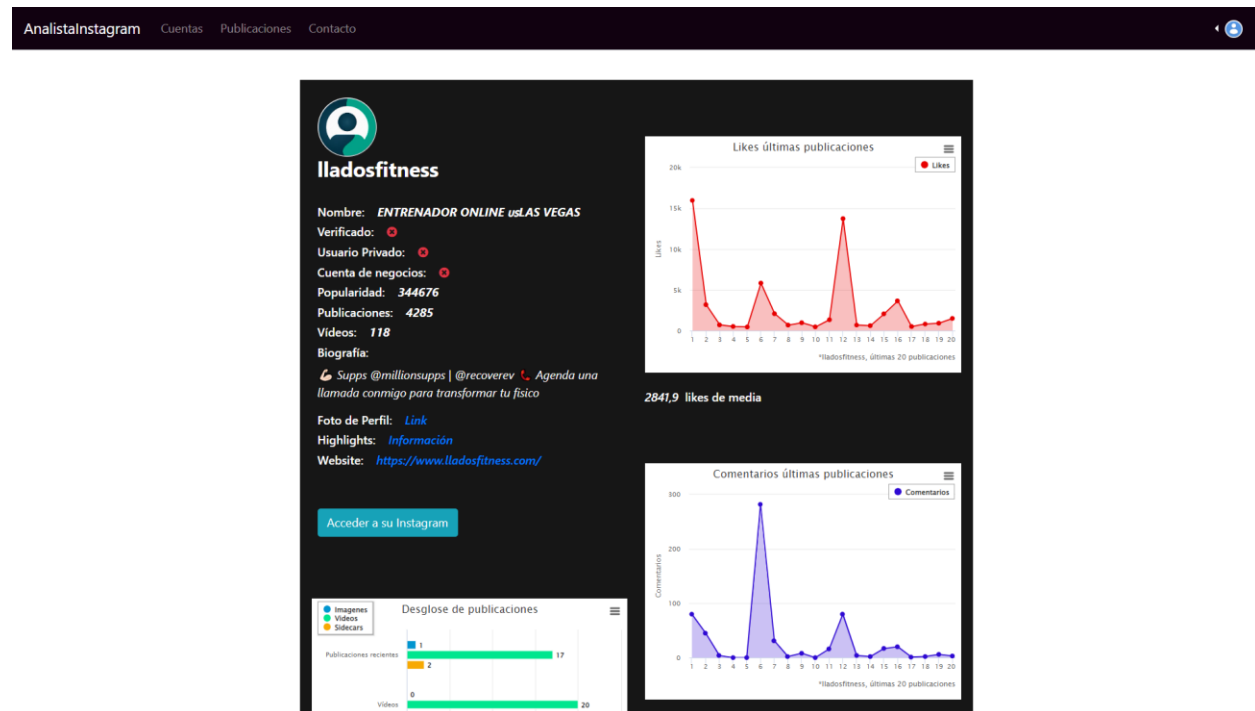 AnalistaInstagram Cuentas Publicaciones Contacto
lladosfitness
Nombre: ENTRENADOR ONLINE usLAS VEGAS
Verificado:
Usuario Privado:
Cuenta de negocios:
Popularidad: 344676
Publicaciones: 4285
Vídeos: 118
Biografía:
💪🏻 Supps @millionsupps | @recoverev 📞 Agenda una
llamada conmigo para transformar tu fisico
Foto de Perfil: Link
Highlights: Información
Website: https://www.lladosfitness.com/
Acceder a su Instagram
Desglose de publicaciones
Imagenes
Videos
Sidecars
Publicaciones recientes
1
17
2
Videos
0
20
Likes últimas publicaciones
Likes
20k
15k
10k
5k
0
Likes
1 2 3 4 5 6 7 8 9 10 11 12 13 14 15 16 17 18 19 20
*lladosfitness, últimas 20 publicaciones
2841,9 likes de media
Comentarios últimas publicaciones
Comentarios
300
200
100
0
Comentarios
1 2 3 4 5 6 7 8 9 10 11 12 13 14 15 16 17 18 19 20
*lladosfitness, últimas 20 publicaciones